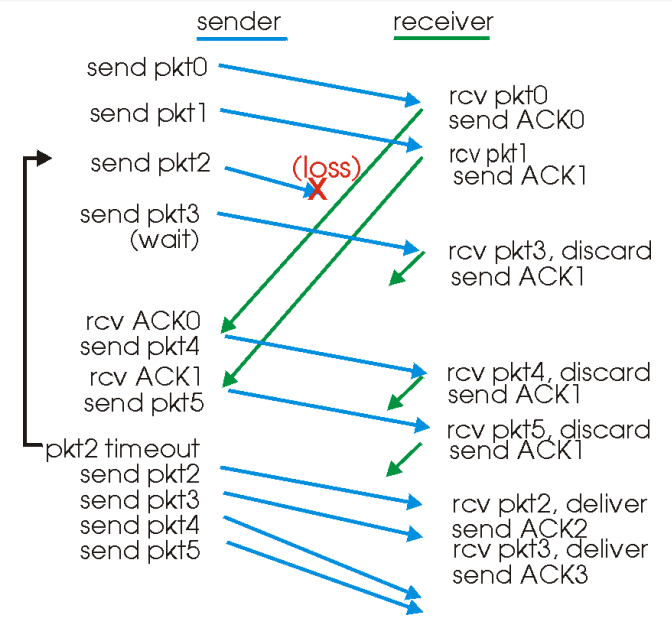 sender
receiver
send pkt0
send pkt1
send pkt2
(loss)
X
send pkt3
(wait)
rcv ACK0
send pkt4
rcv ACK1
send pkt5
pkt2 timeout
send pkt2
send pkt3
send pkt4
send pkt5
rcv pkt0
send ACK0
rcv pkt1
send ACK1
rcv pkt3, discard
send ACK1
rcv pkt4, discard
send ACK1
rcv pkt5, discard
send ACK1
rcv pkt2, deliver
send ACK2
rcv pkt3, deliver
send ACK3